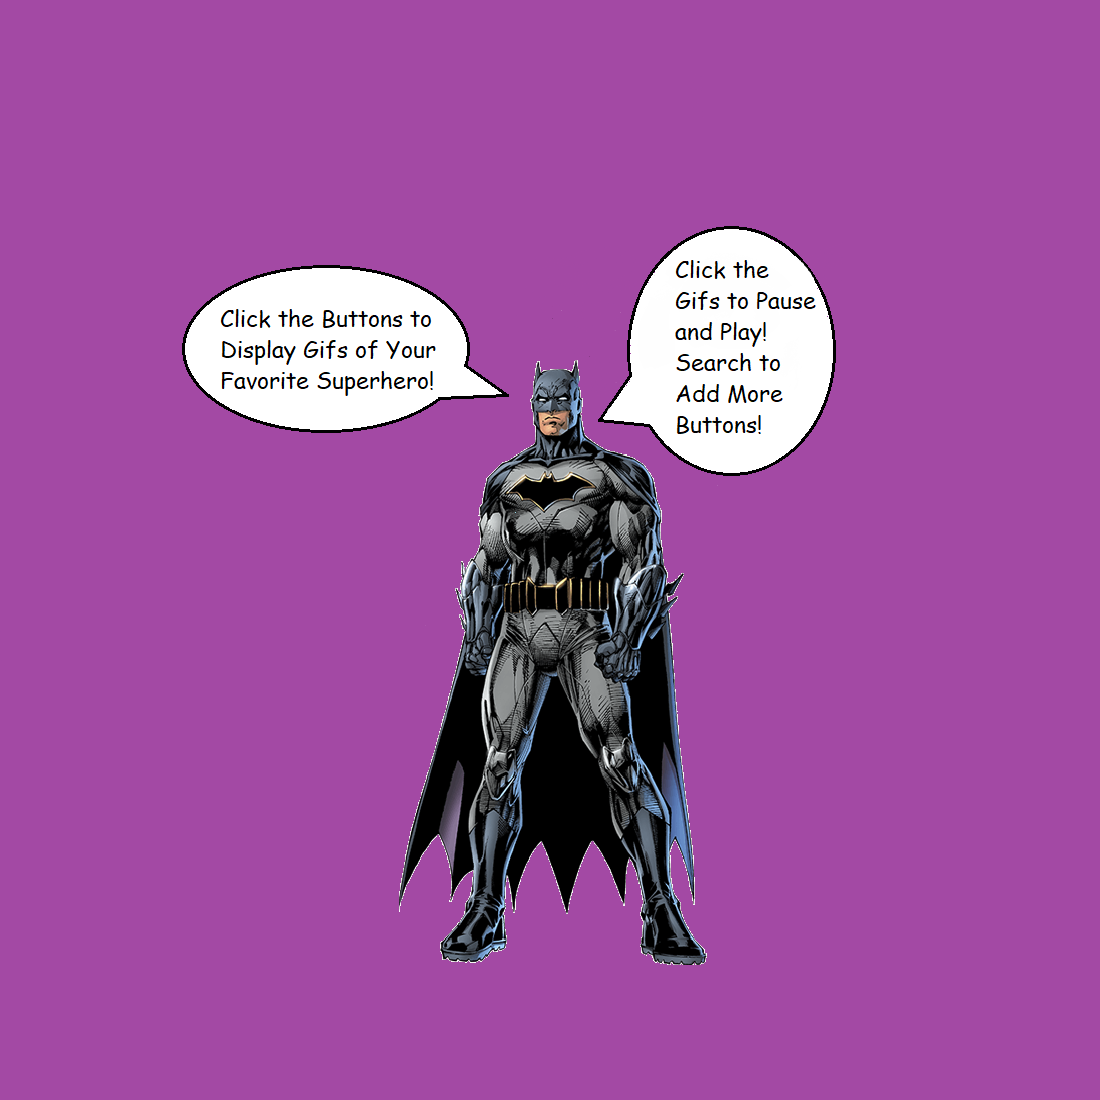 Click the Buttons to
Display Gifs of Your
Favorite Superhero!
Click the
Gifs to Pause
and Play!
Search to
Add More
Buttons!